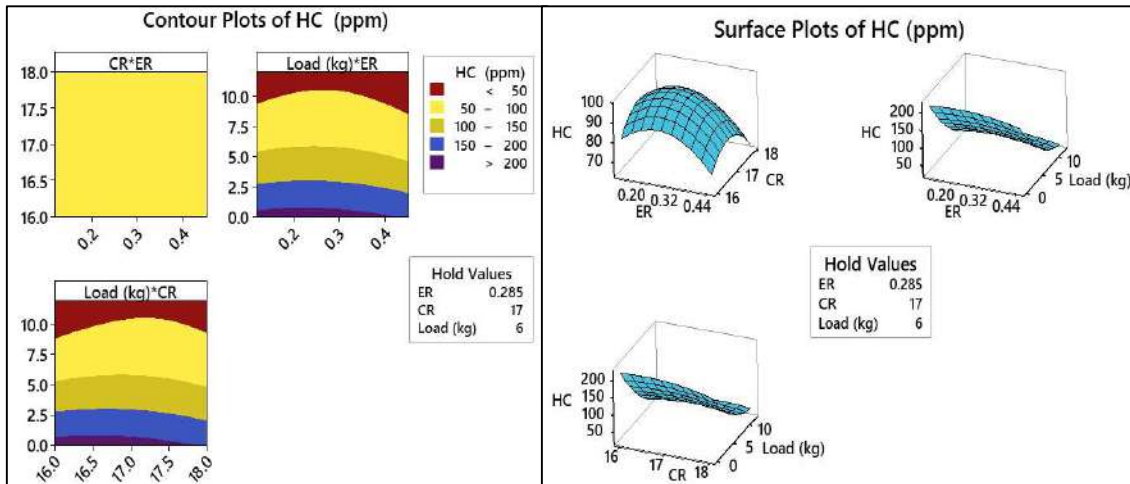 Contour Plots of HC (ppm)
CR*ER
18.0
17.5
17.0
16.5
16.0
0.2
0.3
0.4
Load (kg)*ER
10.0
7.5
5.0
2.5
0.0
0.2
0.3
0.4
HC (ppm)
< 50
50 – 100
100 – 150
150 – 200
> 200
Hold Values
ER 0.285
CR 17
Load (kg) 6
Load (kg)*CR
10.0
7.5
5.0
2.5
0.0
16.0
16.5
17.0
17.5
18.0
Surface Plots of HC (ppm)
100
90
HC
80
70
0.20 0.32 0.44
ER
16
17
18
CR
200
150
HC
100
50
0.20 0.32 0.44
ER
0
5
10
Load (kg)
Hold Values
ER 0.285
CR 17
Load (kg) 6
200
150
HC
100
50
16
17
18
CR
0
5
10
Load (kg)